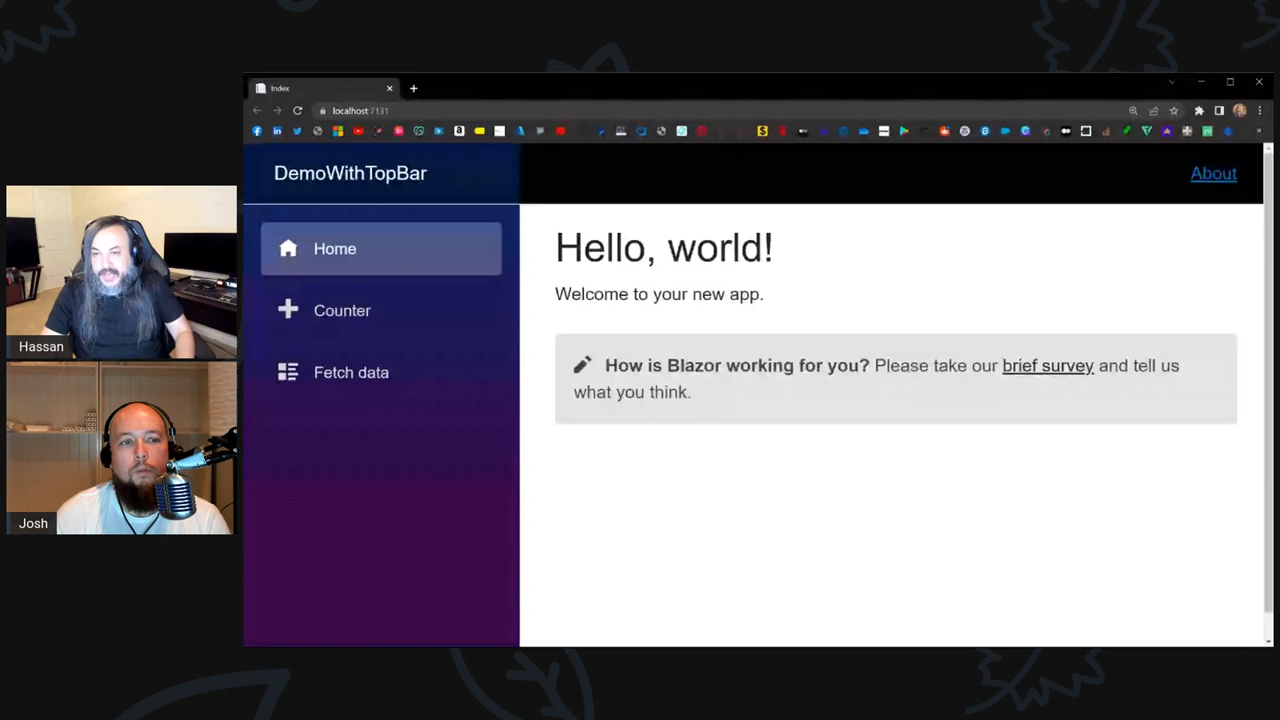 Index
localhost:7131
DemoWithTopBar
About
Home
Counter
Fetch data
Hello, world!
Welcome to your new app.
How is Blazor working for you? Please take our brief survey and tell us
what you think.
Hassan
Josh